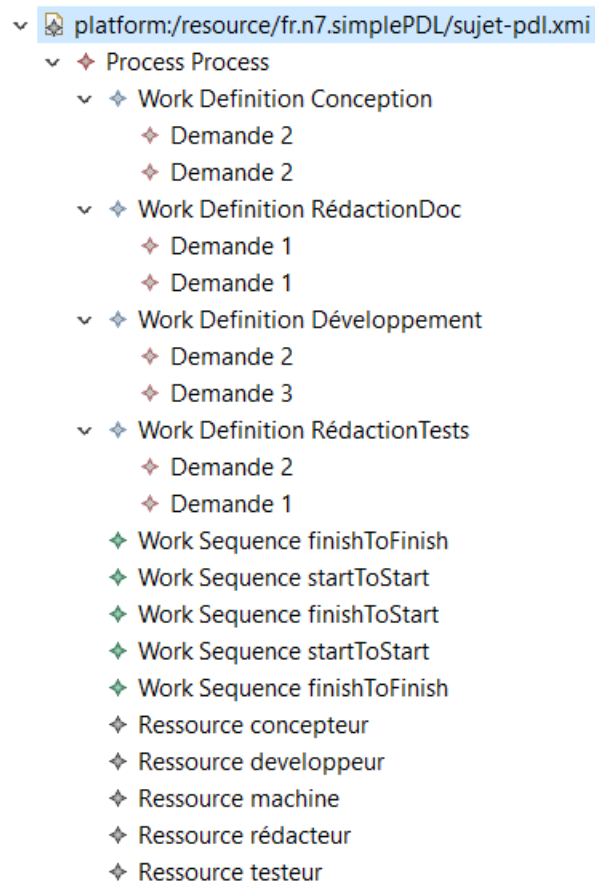 platform:/resource/fr.n7.simplePDL/sujet-pdl.xmi
Process Process
Work Definition Conception
Demande 2
Demande 2
Work Definition RédactionDoc
Demande 1
Demande 1
Work Definition Développement
Demande 2
Demande 3
Work Definition RédactionTests
Demande 2
Demande 1
Work Sequence finishToFinish
Work Sequence startToStart
Work Sequence finishToStart
Work Sequence startToStart
Work Sequence finishToFinish
Ressource concepteur
Ressource developpeur
Ressource machine
Ressource rédacteur
Ressource testeur